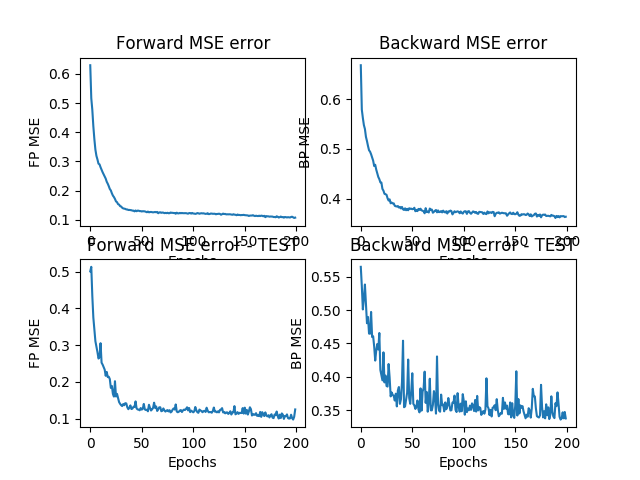 Forward MSE error
Backward MSE error
FP MSE
0.6
0.5
0.4
0.3
0.2
0.1
0 50 100 150 200
Epochs
BP MSE
0.6
0.4
0 50 100 150 200
Epochs
Forward MSE error - TEST
Backward MSE error - TEST
FP MSE
0.5
0.4
0.3
0.2
0.1
0 50 100 150 200
Epochs
BP MSE
0.55
0.50
0.45
0.40
0.35
0 50 100 150 200
Epochs